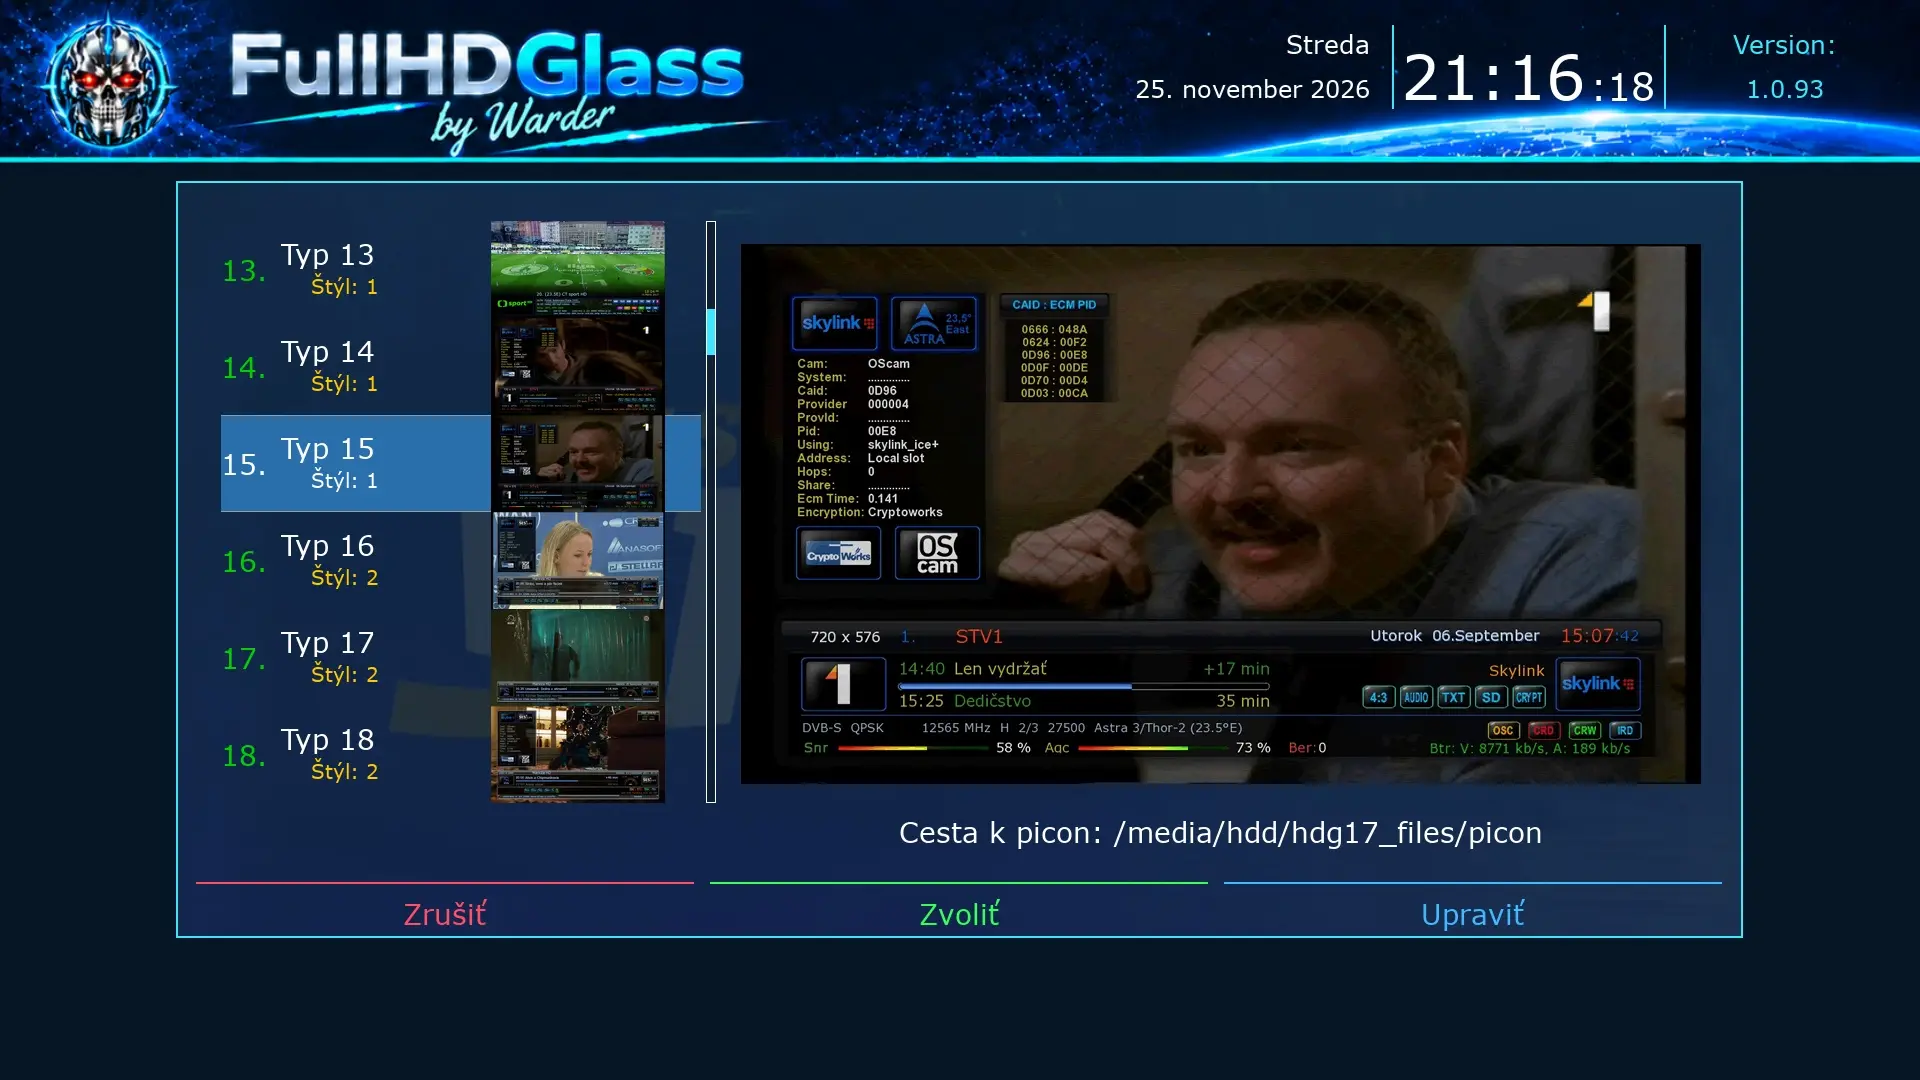 FullHDGlass
by Warder
Streda
25. november 2026
21:16:18
Version:
1.0.93
13.
Typ 13
Štýl: 1
14.
Typ 14
Štýl: 1
15.
Typ 15
Štýl: 1
16.
Typ 16
Štýl: 2
17.
Typ 17
Štýl: 2
18.
Typ 18
Štýl: 2
skylink
ASTRA 23,5° East
CAID : ECM PID
0666 : 048A
0624 : 00F2
0D96 : 00E8
0D0F : 00DE
0D70 : 00D4
0D03 : 00CA
Cam: OScam
System: .............
Caid: 0D96
Provider 000004
ProvId: .............
Pid: 00E8
Using: skylink_ice+
Address: Local slot
Hops: 0
Share: .............
Ecm Time: 0.141
Encryption: Cryptoworks
CryptoWorks
OS cam
1
720 x 576 1. STV1 Utorok 06.September 15:07:42
1
14:40 Len vydržať +17 min
15:25 Dedičstvo 35 min
Skylink
4:3 AUDIO TXT SD CRYPT
skylink
DVB-S QPSK 12565 MHz H 2/3 27500 Astra 3/Thor-2 (23.5°E)
OSC CRD CRW IRD
Snr 58 % Agc 73 % Ber:0 Btr: V: 8771 kb/s, A: 189 kb/s
Cesta k picon: /media/hdd/hdg17_files/picon
Zrušiť
Zvoliť
Upraviť